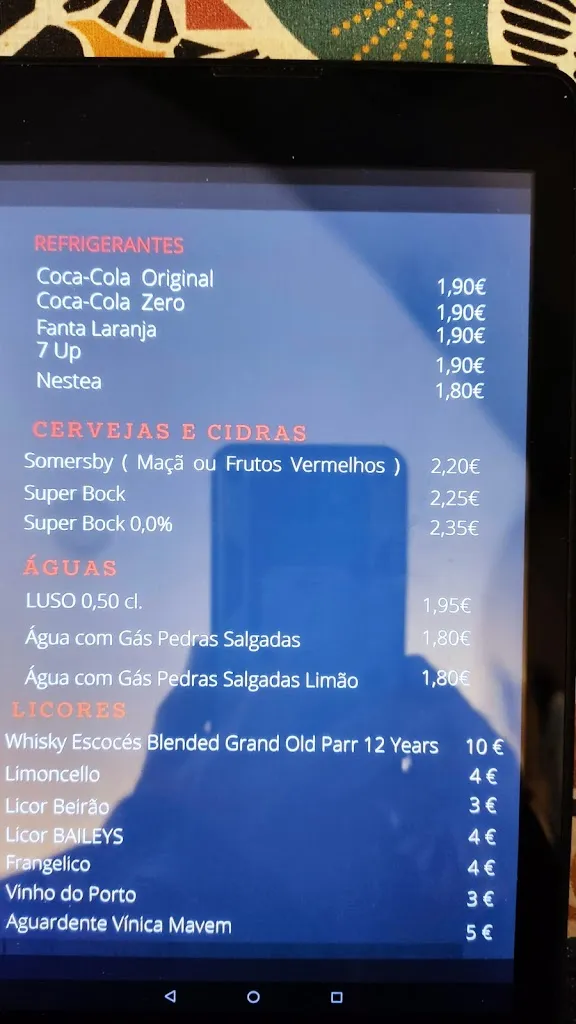 REFRIGERANTES
Coca-Cola Original 1,90€
Coca-Cola Zero 1,90€
Fanta Laranja 1,90€
7 Up 1,90€
Nestea 1,80€
CERVEJAS E CIDRAS
Somersby ( Maçã ou Frutos Vermelhos ) 2,20€
Super Bock 2,25€
Super Bock 0,0% 2,35€
ÁGUAS
LUSO 0,50 cl. 1,95€
Água com Gás Pedras Salgadas 1,80€
Água com Gás Pedras Salgadas Limão 1,80€
LICORES
Whisky Escocés Blended Grand Old Parr 12 Years 10 €
Limoncello 4 €
Licor Beirão 3 €
Licor BAILEYS 4 €
Frangelico 4 €
Vinho do Porto 3 €
Aguardente Vínica Mavem 5 €